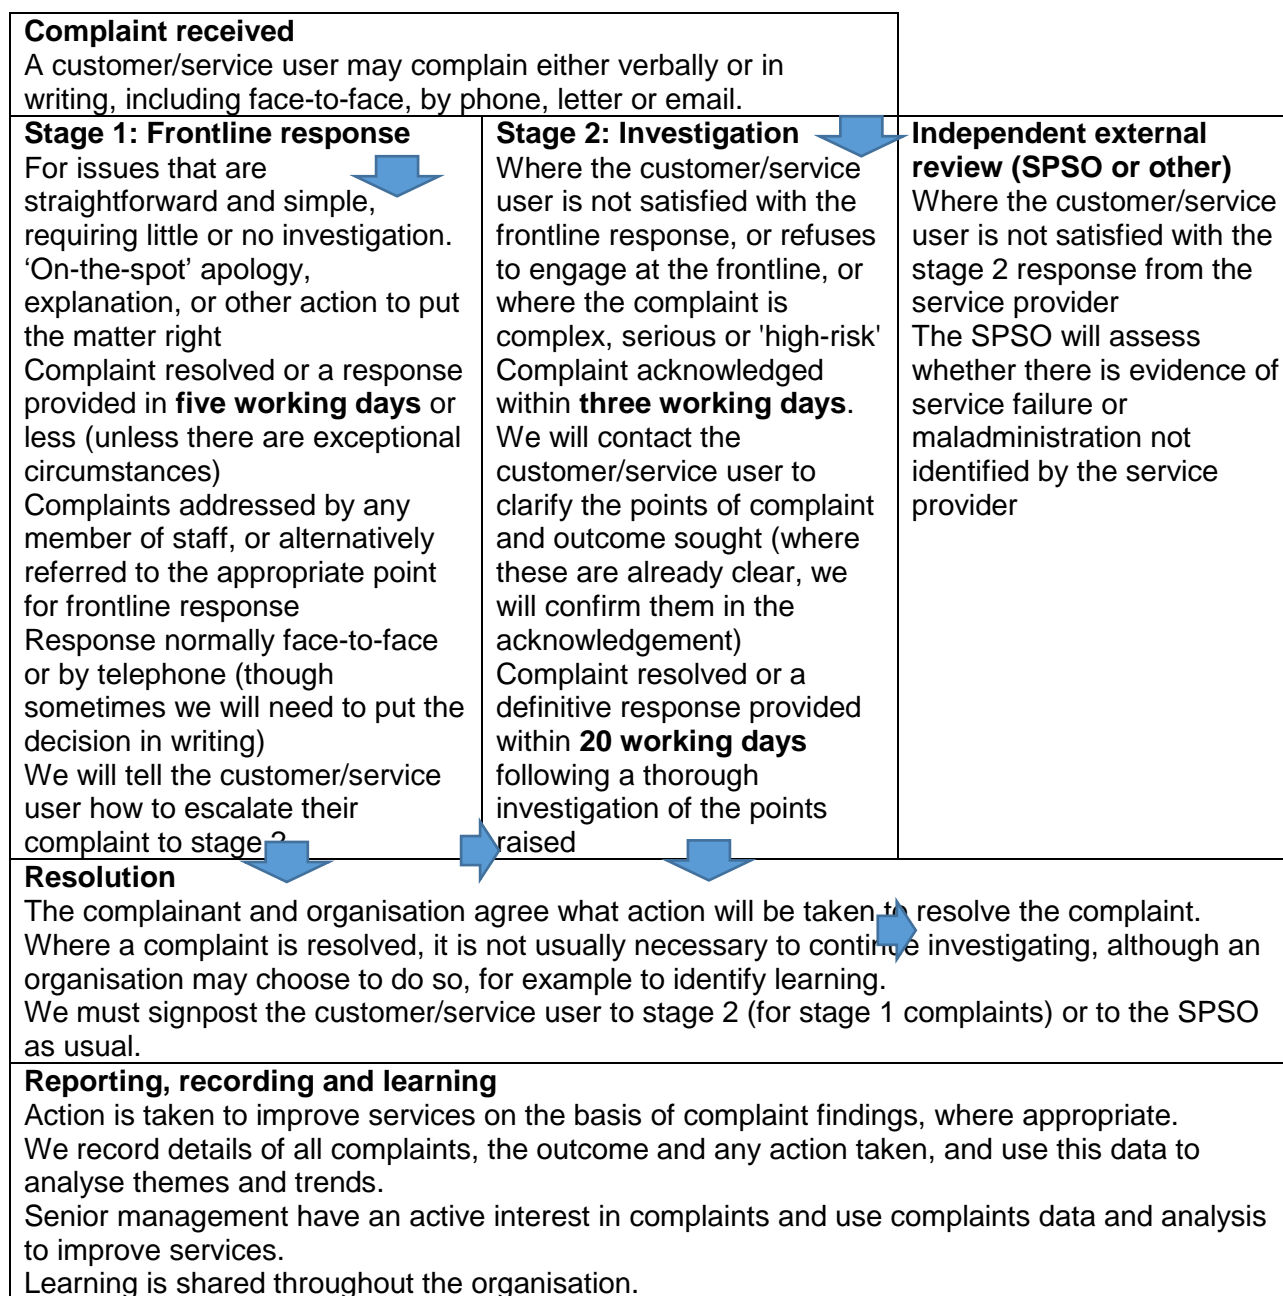 Complaint received
A customer/service user may complain either verbally or in
writing, including face-to-face, by phone, letter or email.
Stage 1: Frontline response
For issues that are
straightforward and simple,
requiring little or no investigation.
‘On-the-spot’ apology,
explanation, or other action to put
the matter right
Complaint resolved or a response
provided in five working days or
less (unless there are exceptional
circumstances)
Complaints addressed by any
member of staff, or alternatively
referred to the appropriate point
for frontline response
Response normally face-to-face
or by telephone (though
sometimes we will need to put the
decision in writing)
We will tell the customer/service
user how to escalate their
complaint to stage 2
Stage 2: Investigation
Where the customer/service
user is not satisfied with the
frontline response, or refuses
to engage at the frontline, or
where the complaint is
complex, serious or 'high-risk'
Complaint acknowledged
within three working days.
We will contact the
customer/service user to
clarify the points of complaint
and outcome sought (where
these are already clear, we
will confirm them in the
acknowledgement)
Complaint resolved or a
definitive response provided
within 20 working days
following a thorough
investigation of the points
raised
Independent external
review (SPSO or other)
Where the customer/service
user is not satisfied with the
stage 2 response from the
service provider
The SPSO will assess
whether there is evidence of
service failure or
maladministration not
identified by the service
provider
Resolution
The complainant and organisation agree what action will be taken to resolve the complaint.
Where a complaint is resolved, it is not usually necessary to continue investigating, although an
organisation may choose to do so, for example to identify learning.
We must signpost the customer/service user to stage 2 (for stage 1 complaints) or to the SPSO
as usual.
Reporting, recording and learning
Action is taken to improve services on the basis of complaint findings, where appropriate.
We record details of all complaints, the outcome and any action taken, and use this data to
analyse themes and trends.
Senior management have an active interest in complaints and use complaints data and analysis
to improve services.
Learning is shared throughout the organisation.